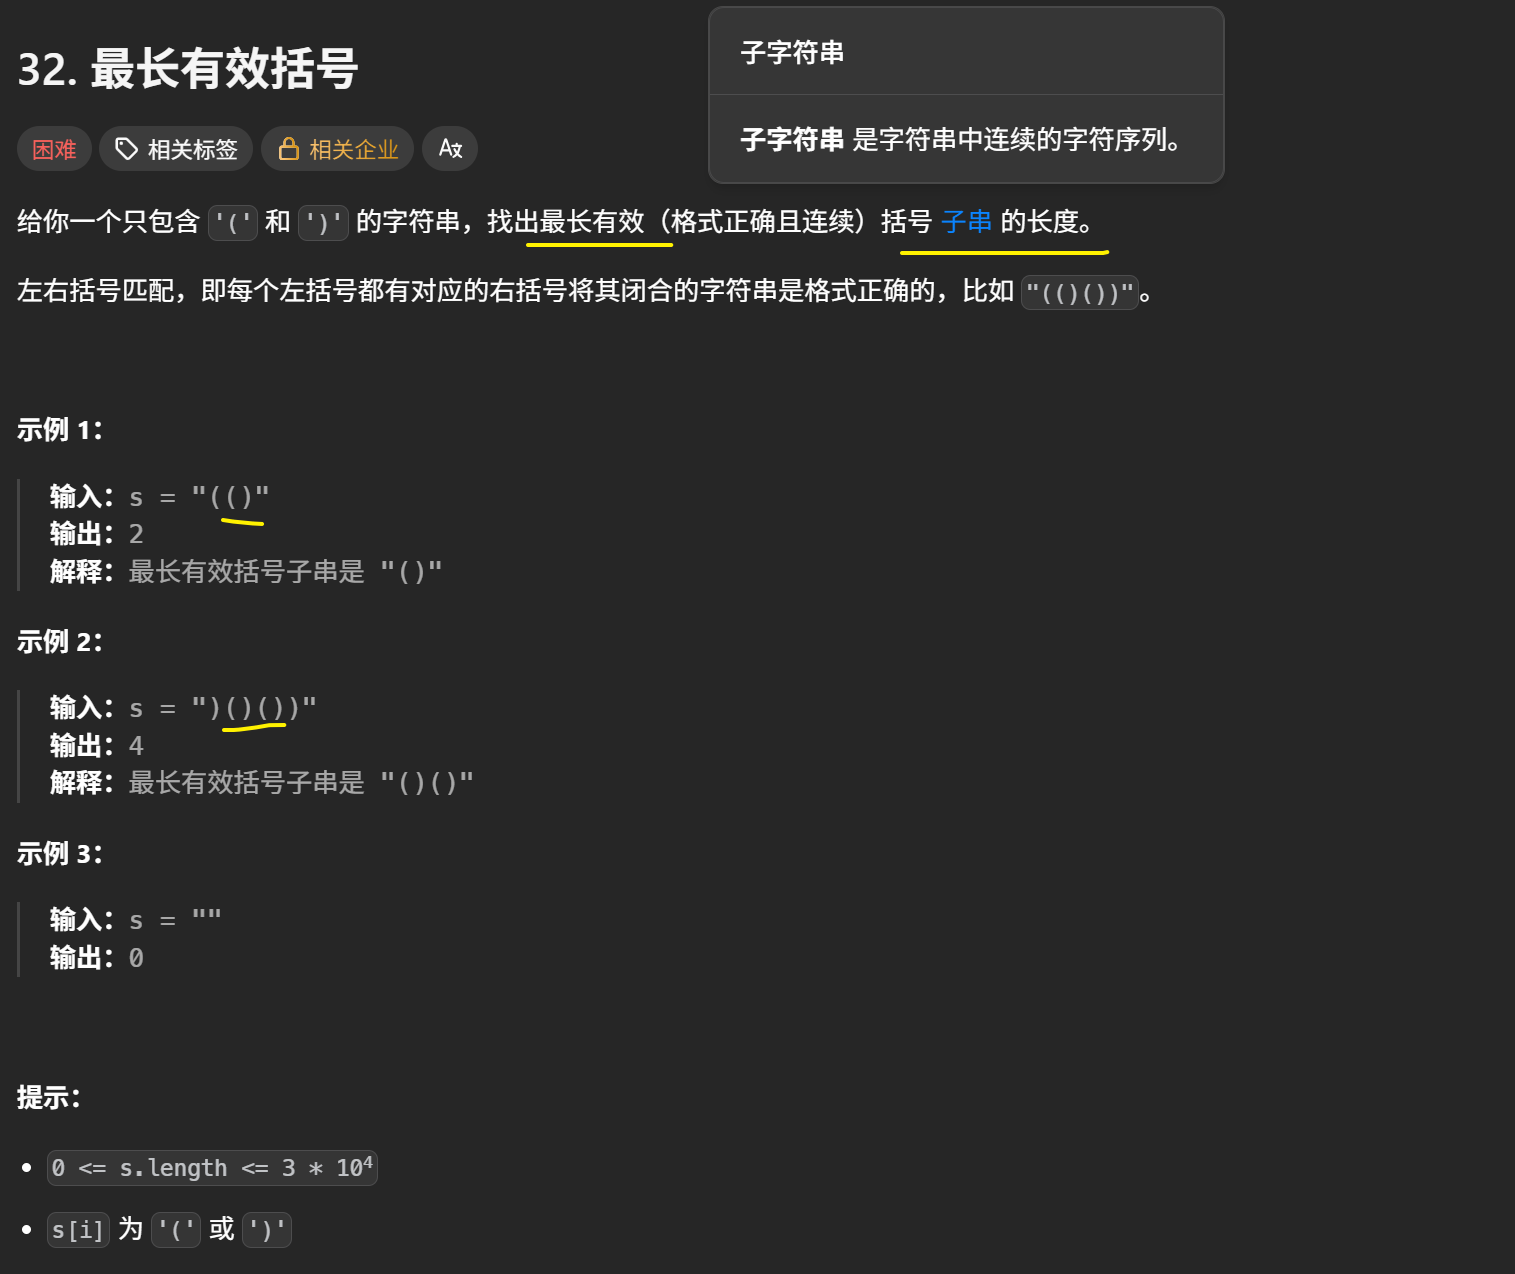 32. 最长有效括号
子字符串
子字符串 是字符串中连续的字符序列。
困难 相关标签 相关企业
给你一个只包含 '(' 和 ')' 的字符串，找出最长有效（格式正确且连续）括号 子串 的长度。
左右括号匹配，即每个左括号都有对应的右括号将其闭合的字符串是格式正确的，比如 "(()())"。
示例 1：
输入：s = "(()"
输出：2
解释：最长有效括号子串是 "()"
示例 2：
输入：s = ")()())"
输出：4
解释：最长有效括号子串是 "()()"
示例 3：
输入：s = ""
输出：0
提示：
• 0 <= s.length <= 3 * 10⁴
• s[i] 为 '(' 或 ')'